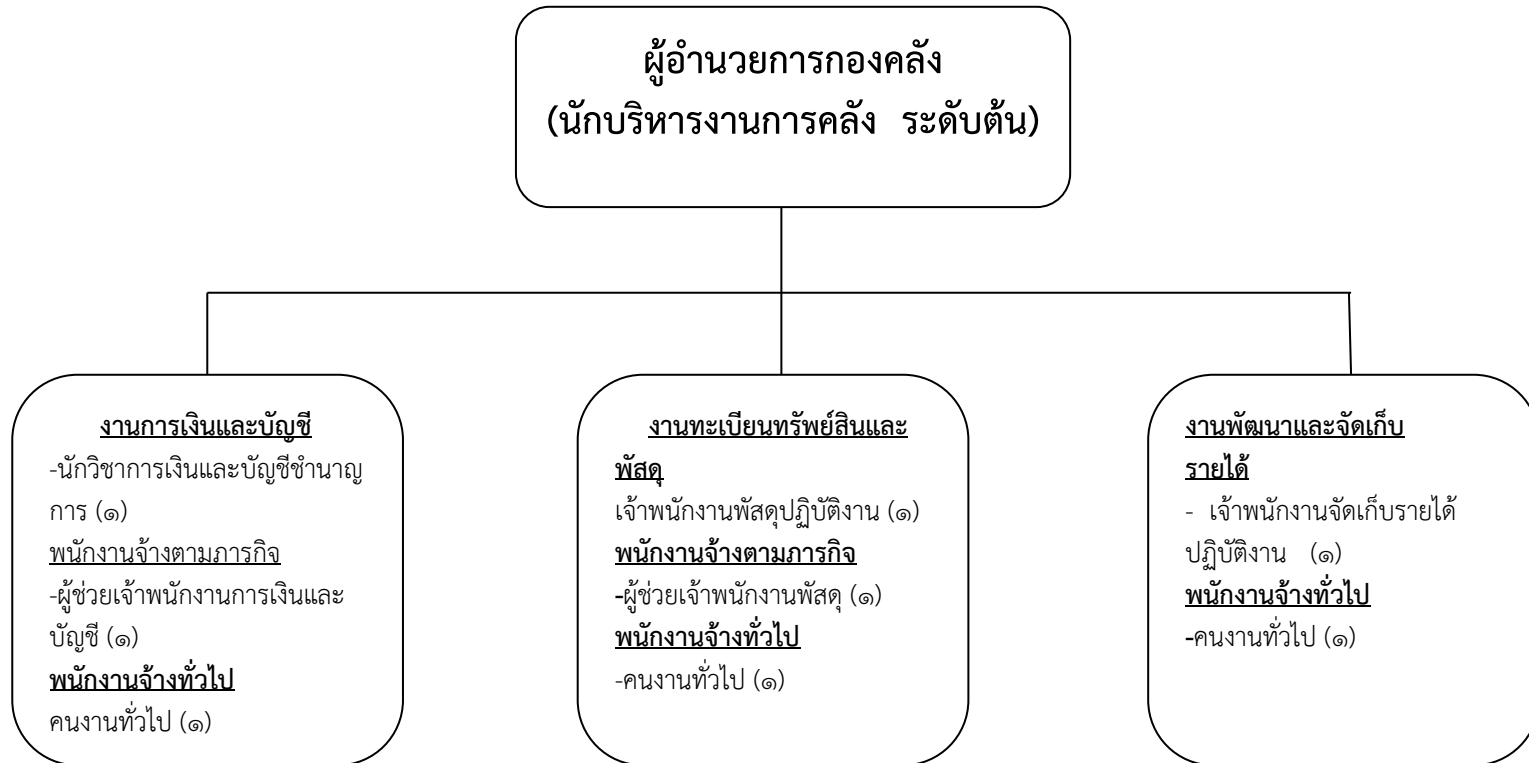 ผู้อำนวยการกองคลัง
(นักบริหารงานการคลัง ระดับต้น)
งานการเงินและบัญชี
-นักวิชาการเงินและบัญชีชำนาญ
การ (๑)
พนักงานจ้างตามภารกิจ
-ผู้ช่วยเจ้าพนักงานการเงินและ
บัญชี (๑)
พนักงานจ้างทั่วไป
คนงานทั่วไป (๑)
งานทะเบียนทรัพย์สินและ
พัสดุ
เจ้าพนักงานพัสดุปฏิบัติงาน (๑)
พนักงานจ้างตามภารกิจ
-ผู้ช่วยเจ้าพนักงานพัสดุ (๑)
พนักงานจ้างทั่วไป
-คนงานทั่วไป (๑)
งานพัฒนาและจัดเก็บ
รายได้
- เจ้าพนักงานจัดเก็บรายได้
ปฏิบัติงาน (๑)
พนักงานจ้างทั่วไป
-คนงานทั่วไป (๑)